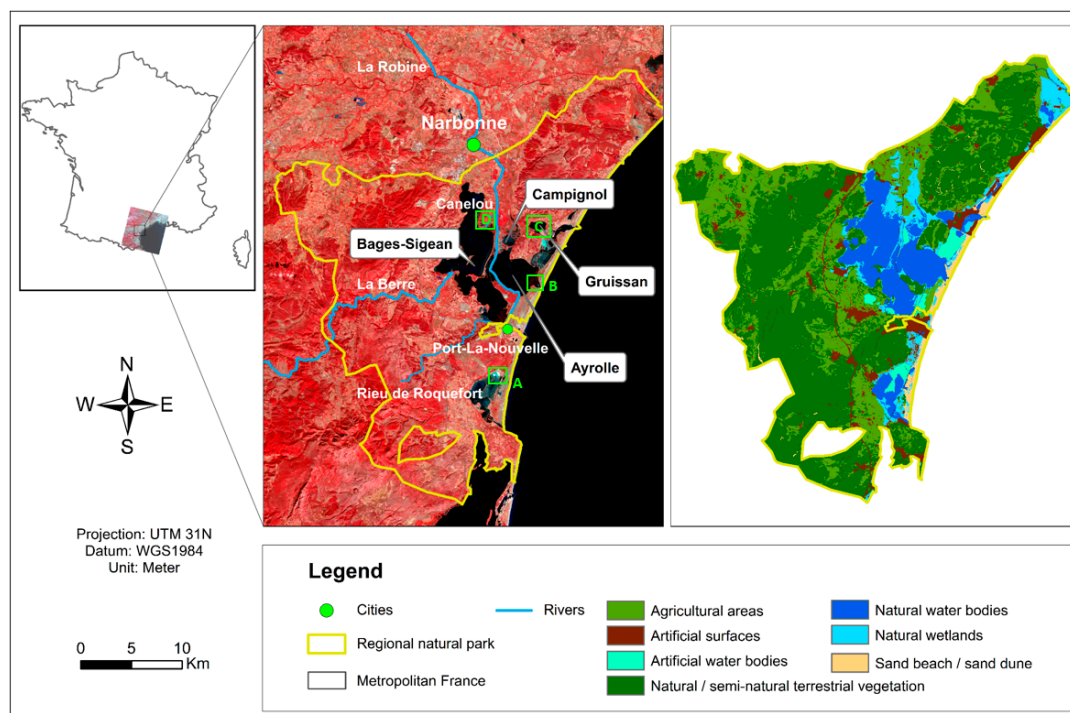 La Robine
Narbonne
Campignol
Canelou
D
C
Bages-Sigean
Gruissan
La Berre
B
Port-La-Nouvelle
Ayrolle
A
Rieu de Roquefort
N
W E
S
Projection: UTM 31N
Datum: WGS1984
Unit: Meter
0 5 10
Km
Legend
Cities
Rivers
Regional natural park
Metropolitan France
Agricultural areas
Artificial surfaces
Artificial water bodies
Natural / semi-natural terrestrial vegetation
Natural water bodies
Natural wetlands
Sand beach / sand dune